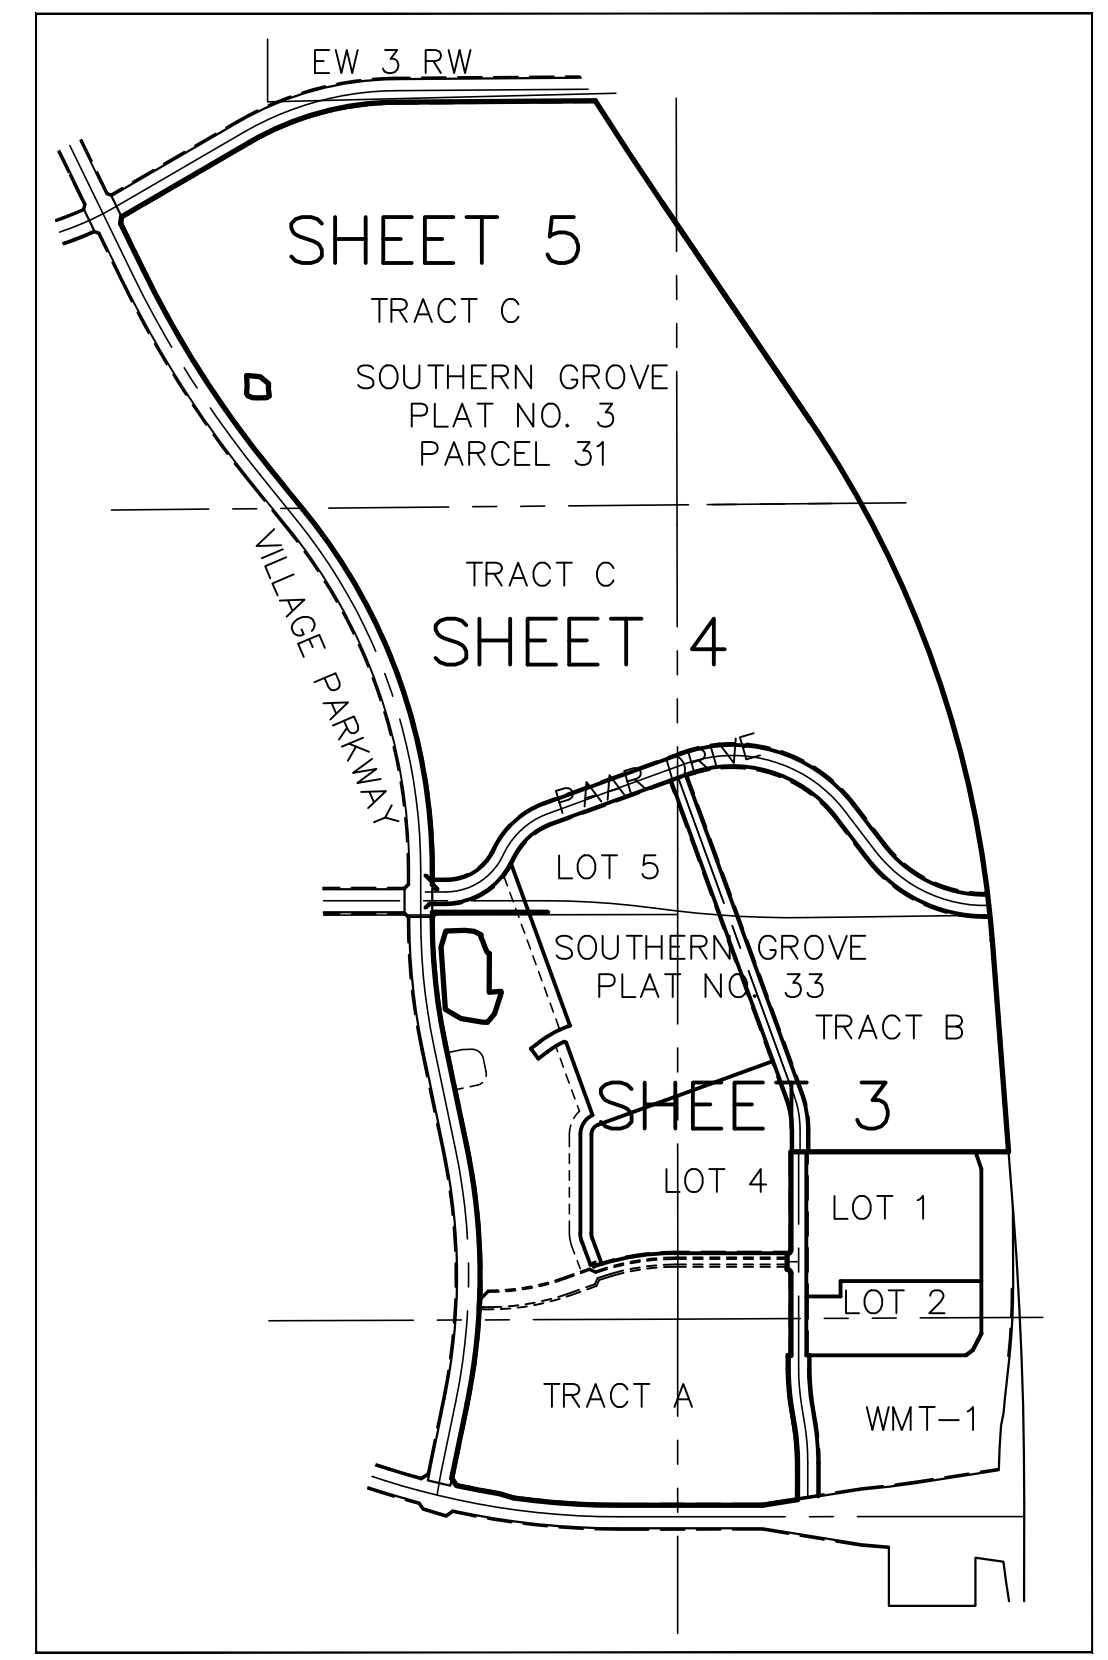 EW 3 RW
SHEET 5
TRACT C
SOUTHERN GROVE
PLAT NO. 3
PARCEL 31
VILLAGE PARKWAY
TRACT C
SHEET 4
PAAR DRIVE
LOT 5
SOUTHERN GROVE
PLAT NO. 33
TRACT B
SHEET 3
LOT 4
LOT 1
LOT 2
TRACT A
WMT-1